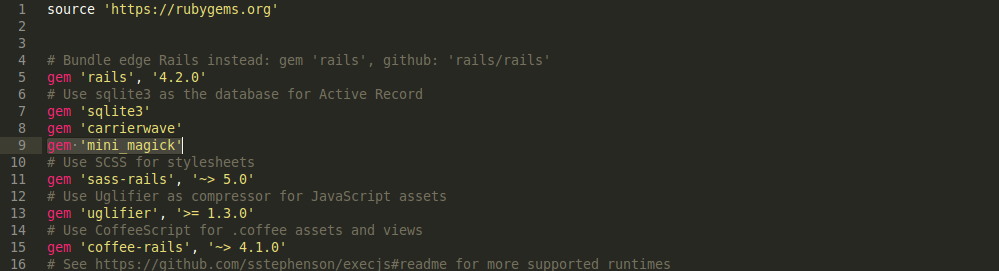 1 source 'https://rubygems.org'
2
3
4 # Bundle edge Rails instead: gem 'rails', github: 'rails/rails'
5 gem 'rails', '4.2.0'
6 # Use sqlite3 as the database for Active Record
7 gem 'sqlite3'
8 gem 'carrierwave'
9 gem 'mini_magick'
10 # Use SCSS for stylesheets
11 gem 'sass-rails', '~> 5.0'
12 # Use Uglifier as compressor for JavaScript assets
13 gem 'uglifier', '>= 1.3.0'
14 # Use CoffeeScript for .coffee assets and views
15 gem 'coffee-rails', '~> 4.1.0'
16 # See https://github.com/sstephenson/execjs#readme for more supported runtimes